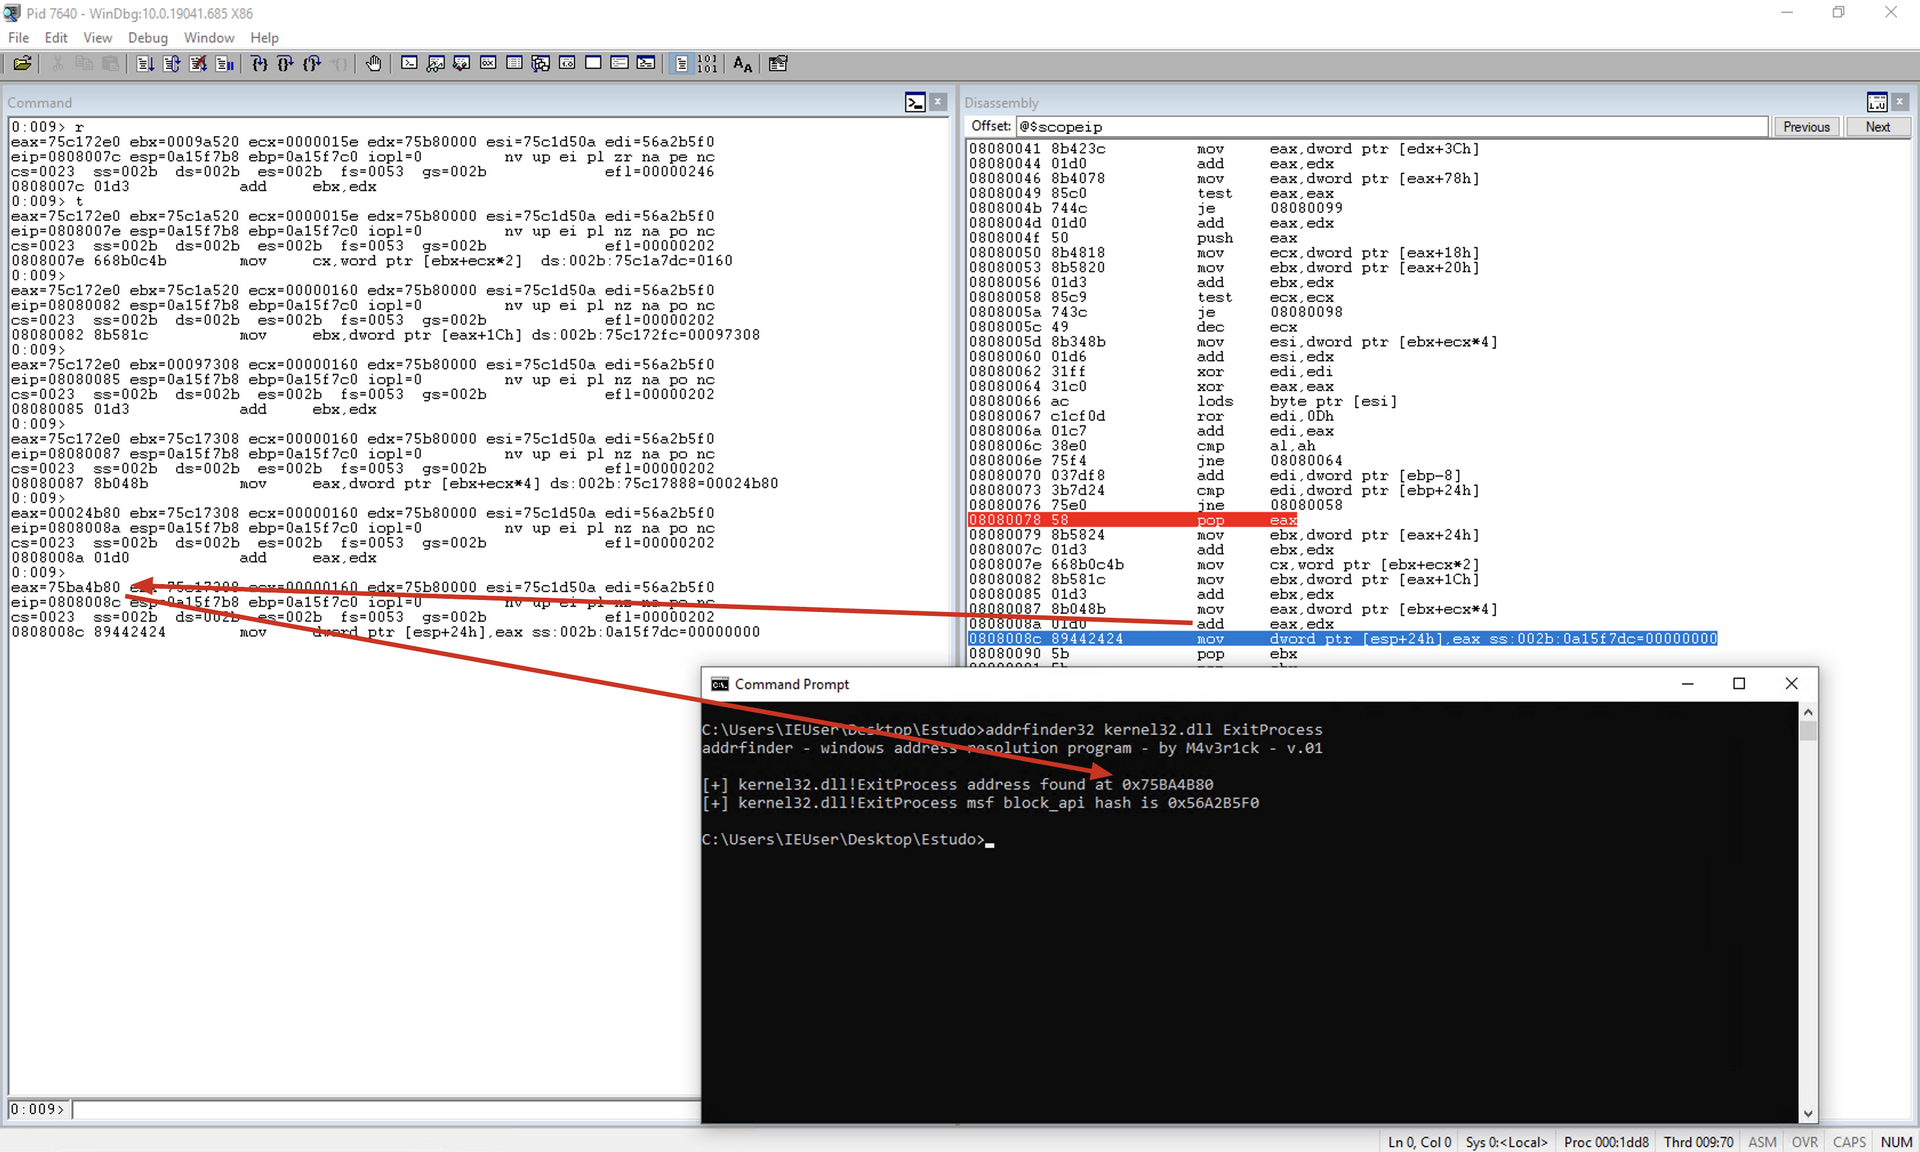 Pid 7640 - WinDbg:10.0.19041.685 X86
File Edit View Debug Window Help
Command
0:009> r
eax=75c172e0 ebx=0009a520 ecx=0000015e edx=75b80000 esi=75c1d50a edi=56a2b5f0
eip=0808007c esp=0a15f7b8 ebp=0a15f7c0 iopl=0 nv up ei pl zr na pe nc
cs=0023 ss=002b ds=002b es=002b fs=0053 gs=002b efl=00000246
0808007c 01d3 add ebx,edx
0:009> t
eax=75c172e0 ebx=75c1a520 ecx=0000015e edx=75b80000 esi=75c1d50a edi=56a2b5f0
eip=0808007e esp=0a15f7b8 ebp=0a15f7c0 iopl=0 nv up ei pl nz na po nc
cs=0023 ss=002b ds=002b es=002b fs=0053 gs=002b efl=00000202
0808007e 668b0c4b mov cx,word ptr [ebx+ecx*2] ds:002b:75c1a7dc=0160
0:009>
eax=75c172e0 ebx=75c1a520 ecx=00000160 edx=75b80000 esi=75c1d50a edi=56a2b5f0
eip=08080082 esp=0a15f7b8 ebp=0a15f7c0 iopl=0 nv up ei pl nz na po nc
cs=0023 ss=002b ds=002b es=002b fs=0053 gs=002b efl=00000202
08080082 8b581c mov ebx,dword ptr [eax+1Ch] ds:002b:75c172fc=00097308
0:009>
eax=75c172e0 ebx=00097308 ecx=00000160 edx=75b80000 esi=75c1d50a edi=56a2b5f0
eip=08080085 esp=0a15f7b8 ebp=0a15f7c0 iopl=0 nv up ei pl nz na po nc
cs=0023 ss=002b ds=002b es=002b fs=0053 gs=002b efl=00000202
08080085 01d3 add ebx,edx
0:009>
eax=75c172e0 ebx=75c17308 ecx=00000160 edx=75b80000 esi=75c1d50a edi=56a2b5f0
eip=08080087 esp=0a15f7b8 ebp=0a15f7c0 iopl=0 nv up ei pl nz na po nc
cs=0023 ss=002b ds=002b es=002b fs=0053 gs=002b efl=00000202
08080087 8b048b mov eax,dword ptr [ebx+ecx*4] ds:002b:75c17888=00024b80
0:009>
eax=00024b80 ebx=75c17308 ecx=00000160 edx=75b80000 esi=75c1d50a edi=56a2b5f0
eip=0808008a esp=0a15f7b8 ebp=0a15f7c0 iopl=0 nv up ei pl nz na po nc
cs=0023 ss=002b ds=002b es=002b fs=0053 gs=002b efl=00000202
0808008a 01d0 add eax,edx
0:009>
eax=75ba4b80 ebx=75c17308 ecx=00000160 edx=75b80000 esi=75c1d50a edi=56a2b5f0
eip=0808008c esp=0a15f7b8 ebp=0a15f7c0 iopl=0 nv up ei pl nz na po nc
cs=0023 ss=002b ds=002b es=002b fs=0053 gs=002b efl=00000202
0808008c 89442424 mov dword ptr [esp+24h],eax ss:002b:0a15f7dc=00000000
0:009>
Disassembly
Offset: @$scopeip Previous Next
08080041 8b423c mov eax,dword ptr [edx+3Ch]
08080044 01d0 add eax,edx
08080046 8b4078 mov eax,dword ptr [eax+78h]
08080049 85c0 test eax,eax
0808004b 744c je 08080099
0808004d 01d0 add eax,edx
0808004f 50 push eax
08080050 8b4818 mov ecx,dword ptr [eax+18h]
08080053 8b5820 mov ebx,dword ptr [eax+20h]
08080056 01d3 add ebx,edx
08080058 85c9 test ecx,ecx
0808005a 743c je 08080098
0808005c 49 dec ecx
0808005d 8b348b mov esi,dword ptr [ebx+ecx*4]
08080060 01d6 add esi,edx
08080062 31ff xor edi,edi
08080064 31c0 xor eax,eax
08080066 ac lods byte ptr [esi]
08080067 c1cf0d ror edi,0Dh
0808006a 01c7 add edi,eax
0808006c 38e0 cmp al,ah
0808006e 75f4 jne 08080064
08080070 037df8 add edi,dword ptr [ebp-8]
08080073 3b7d24 cmp edi,dword ptr [ebp+24h]
08080076 75e0 jne 08080058
08080078 58 pop eax
08080079 8b5824 mov ebx,dword ptr [eax+24h]
0808007c 01d3 add ebx,edx
0808007e 668b0c4b mov cx,word ptr [ebx+ecx*2]
08080082 8b581c mov ebx,dword ptr [eax+1Ch]
08080085 01d3 add ebx,edx
08080087 8b048b mov eax,dword ptr [ebx+ecx*4]
0808008a 01d0 add eax,edx
0808008c 89442424 mov dword ptr [esp+24h],eax ss:002b:0a15f7dc=00000000
08080090 5b pop ebx
Command Prompt
C:\Users\IEUser\Desktop\Estudo>addrfinder32 kernel32.dll ExitProcess
addrfinder - windows address resolution program - by M4v3r1ck - v.01
[+] kernel32.dll!ExitProcess address found at 0x75BA4B80
[+] kernel32.dll!ExitProcess msf block_api hash is 0x56A2B5F0
C:\Users\IEUser\Desktop\Estudo>
Ln 0, Col 0 Sys 0:<Local> Proc 000:1dd8 Thrd 009:70 ASM OVR CAPS NUM